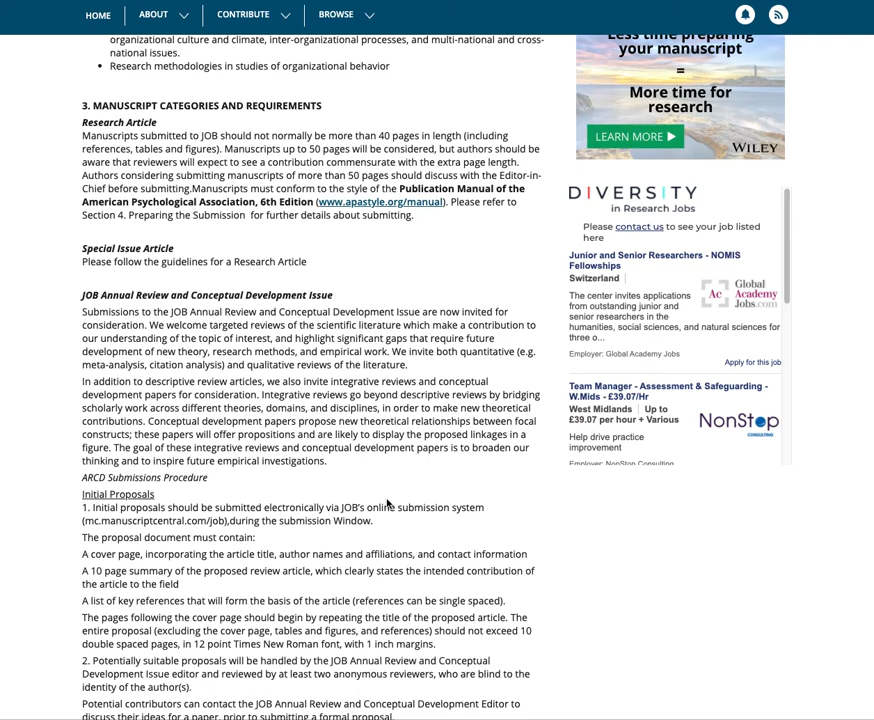 HOME
ABOUT
CONTRIBUTE
BROWSE
organizational culture and climate, inter-organizational processes, and multi-national and cross-
national issues.
• Research methodologies in studies of organizational behavior
3. MANUSCRIPT CATEGORIES AND REQUIREMENTS
Research Article
Manuscripts submitted to JOB should not normally be more than 40 pages in length (including
references, tables and figures). Manuscripts up to 50 pages will be considered, but authors should be
aware that reviewers will expect to see a contribution commensurate with the extra page length.
Authors considering submitting manuscripts of more than 50 pages should discuss with the Editor-in-
Chief before submitting.Manuscripts must conform to the style of the Publication Manual of the
American Psychological Association, 6th Edition (www.apastyle.org/manual). Please refer to
Section 4. Preparing the Submission for further details about submitting.
Special Issue Article
Please follow the guidelines for a Research Article
JOB Annual Review and Conceptual Development Issue
Submissions to the JOB Annual Review and Conceptual Development Issue are now invited for
consideration. We welcome targeted reviews of the scientific literature which make a contribution to
our understanding of the topic of interest, and highlight significant gaps that require future
development of new theory, research methods, and empirical work. We invite both quantitative (e.g.
meta-analysis, citation analysis) and qualitative reviews of the literature.
In addition to descriptive review articles, we also invite integrative reviews and conceptual
development papers for consideration. Integrative reviews go beyond descriptive reviews by bridging
scholarly work across different theories, domains, and disciplines, in order to make new theoretical
contributions. Conceptual development papers propose new theoretical relationships between focal
constructs; these papers will offer propositions and are likely to display the proposed linkages in a
figure. The goal of these integrative reviews and conceptual development papers is to broaden our
thinking and to inspire future empirical investigations.
ARCD Submissions Procedure
Initial Proposals
1. Initial proposals should be submitted electronically via JOB's online submission system
(mc.manuscriptcentral.com/job),during the submission Window.
The proposal document must contain:
A cover page, incorporating the article title, author names and affiliations, and contact information
A 10 page summary of the proposed review article, which clearly states the intended contribution of
the article to the field
A list of key references that will form the basis of the article (references can be single spaced).
The pages following the cover page should begin by repeating the title of the proposed article. The
entire proposal (excluding the cover page, tables and figures, and references) should not exceed 10
double spaced pages, in 12 point Times New Roman font, with 1 inch margins.
2. Potentially suitable proposals will be handled by the JOB Annual Review and Conceptual
Development Issue editor and reviewed by at least two anonymous reviewers, who are blind to the
identity of the author(s).
Potential contributors can contact the JOB Annual Review and Conceptual Development Editor to
discuss their ideas for a paper, prior to submitting a formal proposal.
Less time preparing
your manuscript
=
More time for
research
LEARN MORE ▶
WILEY
DIVERSITY
in Research Jobs
Please contact us to see your job listed
here
Junior and Senior Researchers - NOMIS
Fellowships
Switzerland
The center invites applications
from outstanding junior and
senior researchers in the
humanities, social sciences, and natural sciences for
three o...
Ac Global
Academy
Jobs.com
Employer: Global Academy Jobs
Apply for this job
Team Manager - Assessment & Safeguarding -
W.Mids - £39.07/Hr
West Midlands | Up to
£39.07 per hour + Various
Help drive practice
improvement
NonStop
CONSULTING
Employer: NonStop Consulting